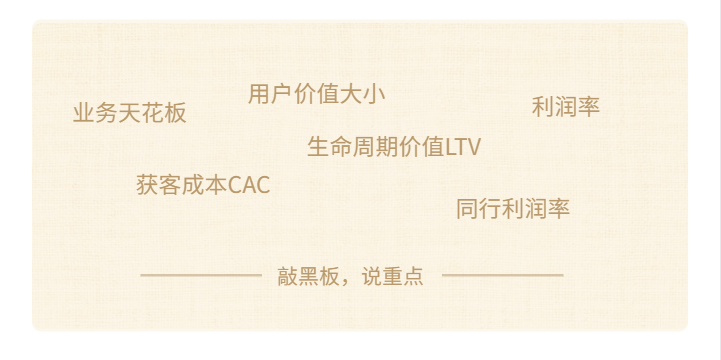 用户价值大小
利润率
业务天花板
生命周期价值LTV
获客成本CAC
同行利润率
敲黑板，说重点